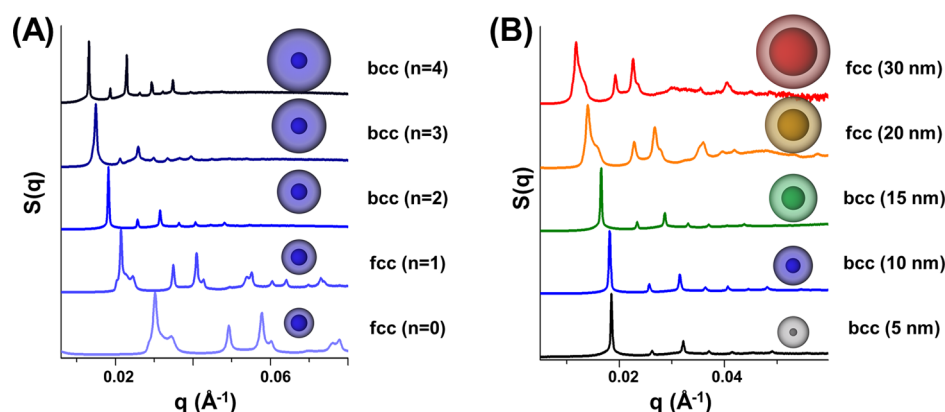 (A)
S(q)
bcc (n=4)
bcc (n=3)
bcc (n=2)
fcc (n=1)
fcc (n=0)
0.02 0.06
q (Å⁻¹)
(B)
S(q)
fcc (30 nm)
fcc (20 nm)
bcc (15 nm)
bcc (10 nm)
bcc (5 nm)
0.02 0.04
q (Å⁻¹)